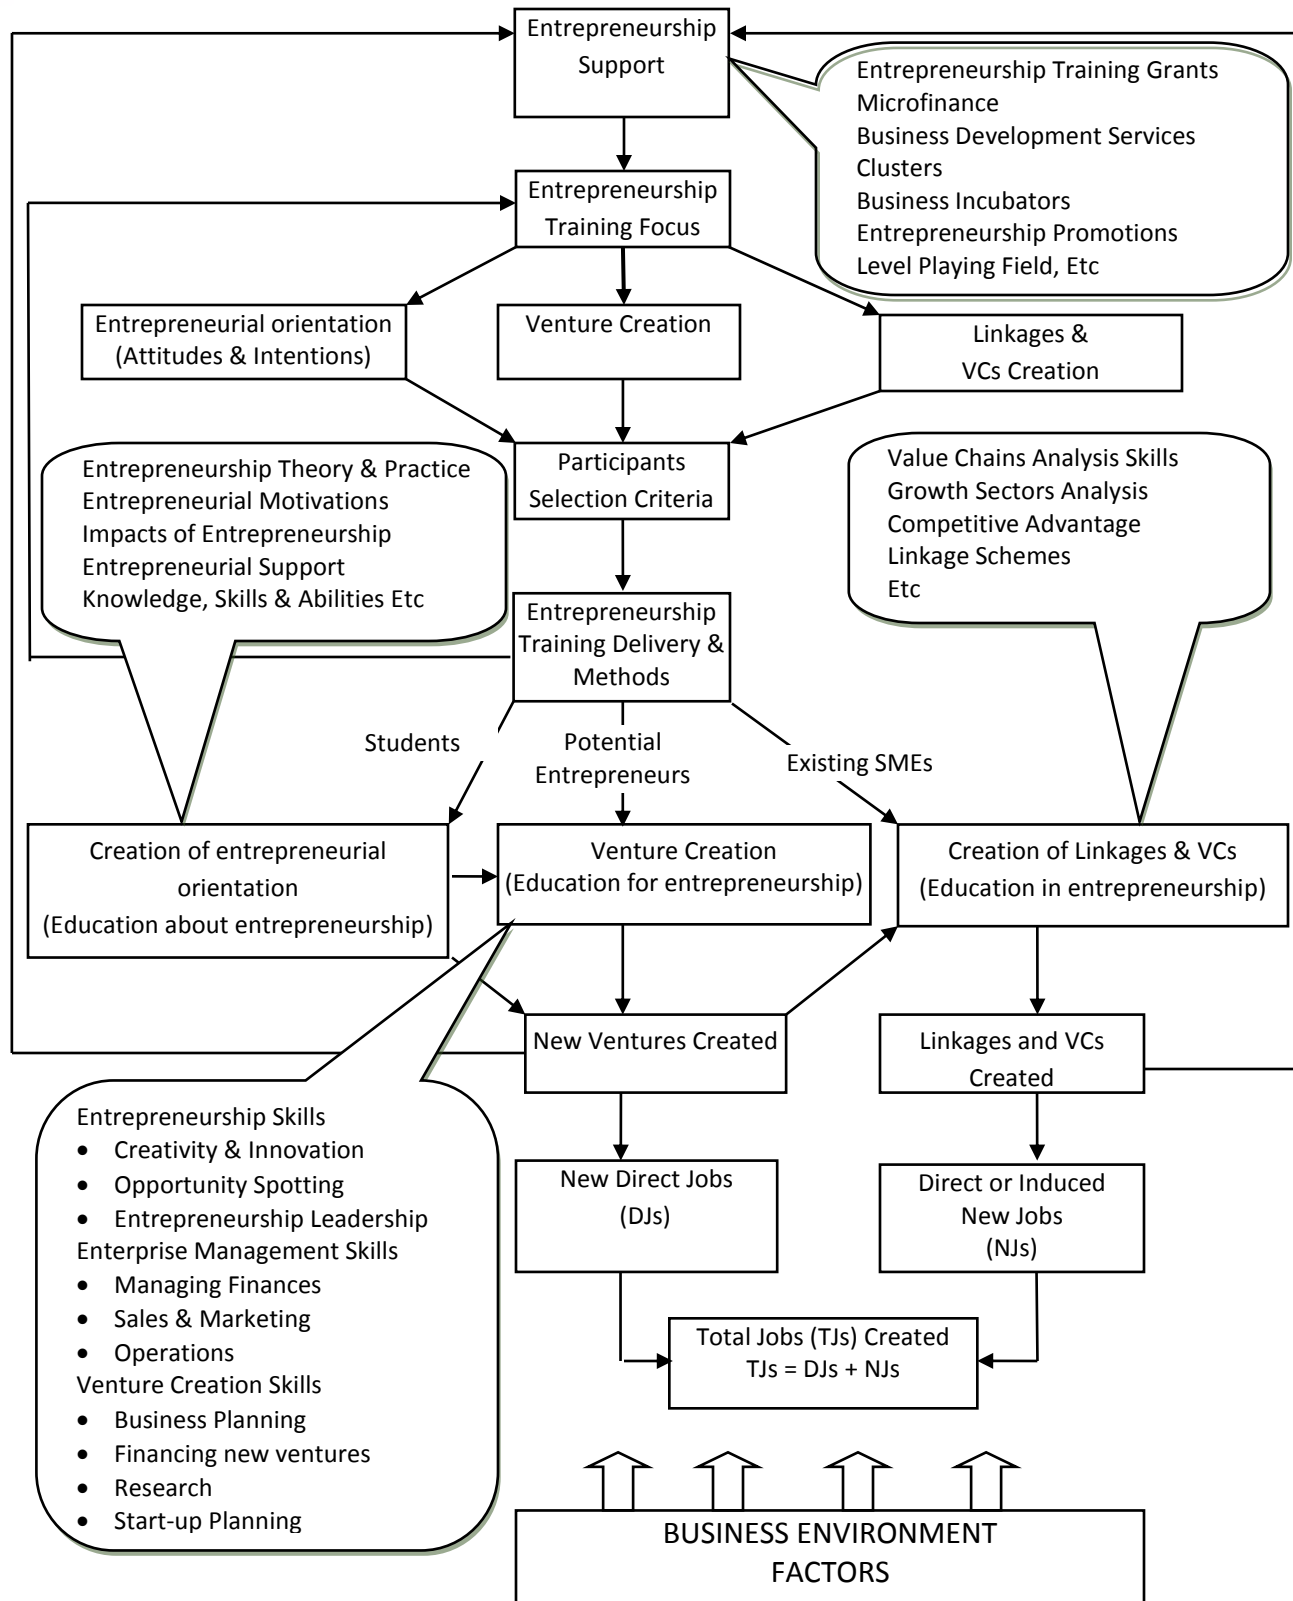 Entrepreneurship
Support
Entrepreneurship Training Grants
Microfinance
Business Development Services
Clusters
Business Incubators
Entrepreneurship Promotions
Level Playing Field, Etc
Entrepreneurship
Training Focus
Entrepreneurial orientation
(Attitudes & Intentions)
Venture Creation
Linkages &
VCs Creation
Entrepreneurship Theory & Practice
Entrepreneurial Motivations
Impacts of Entrepreneurship
Entrepreneurial Support
Knowledge, Skills & Abilities Etc
Participants
Selection Criteria
Value Chains Analysis Skills
Growth Sectors Analysis
Competitive Advantage
Linkage Schemes
Etc
Entrepreneurship
Training Delivery &
Methods
Students
Potential
Entrepreneurs
Existing SMEs
Creation of entrepreneurial
orientation
(Education about entrepreneurship)
Venture Creation
(Education for entrepreneurship)
Creation of Linkages & VCs
(Education in entrepreneurship)
New Ventures Created
Linkages and VCs
Created
Entrepreneurship Skills
• Creativity & Innovation
• Opportunity Spotting
• Entrepreneurship Leadership
Enterprise Management Skills
• Managing Finances
• Sales & Marketing
• Operations
Venture Creation Skills
• Business Planning
• Financing new ventures
• Research
• Start-up Planning
New Direct Jobs
(DJs)
Direct or Induced
New Jobs
(NJs)
Total Jobs (TJs) Created
TJs = DJs + NJs
BUSINESS ENVIRONMENT
FACTORS